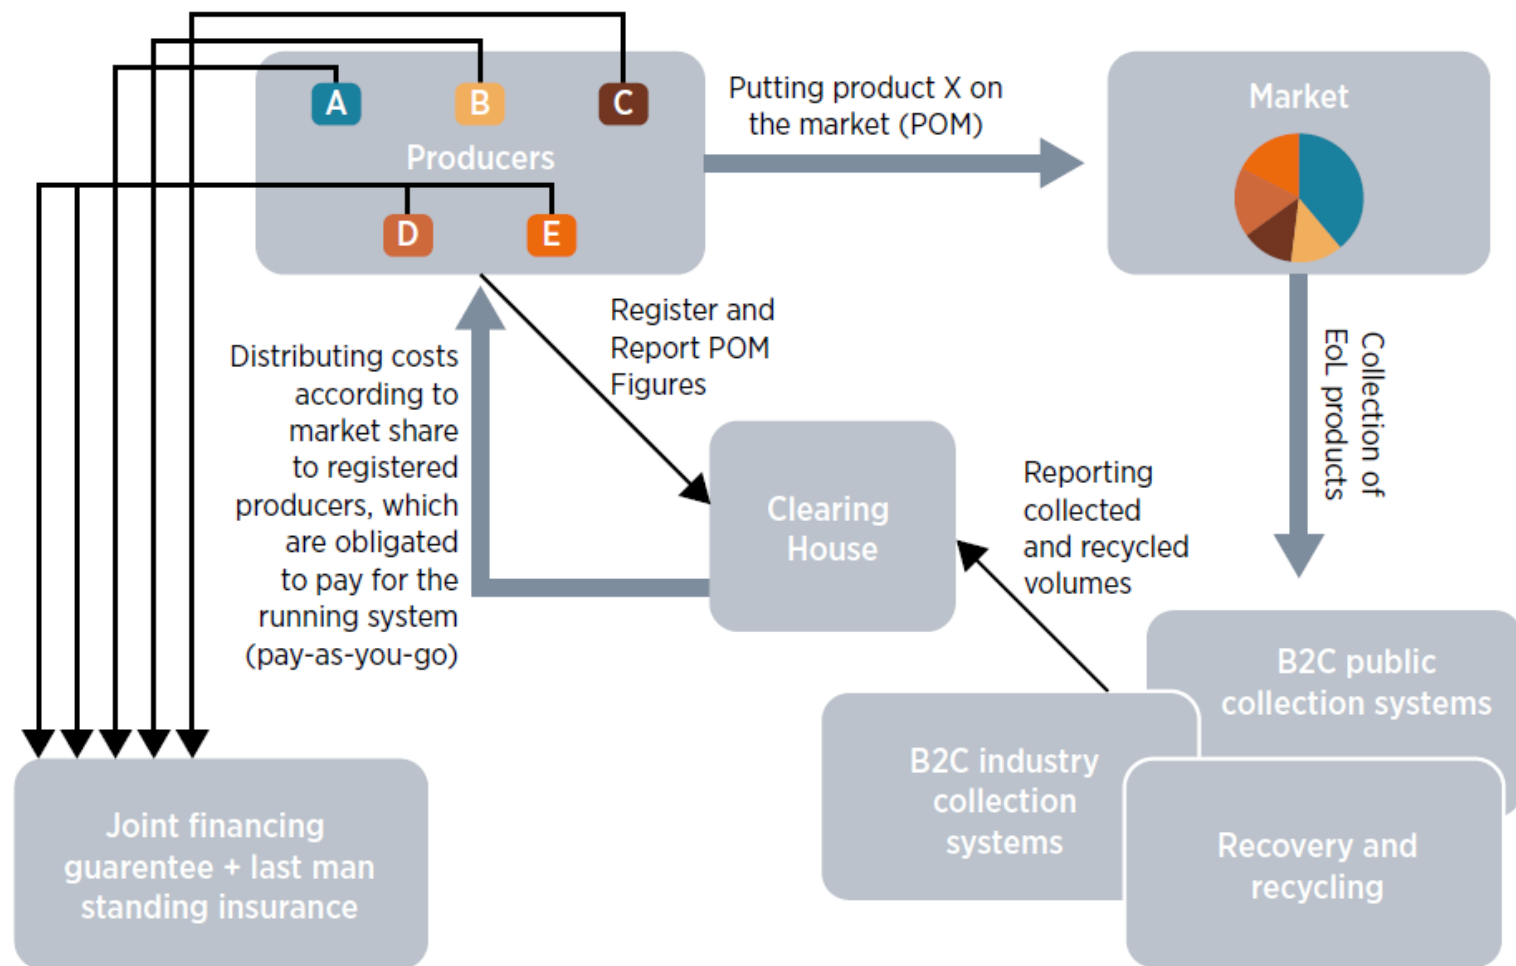 A
B
C
Producers
D
E
Putting product X on
the market (POM)
Market
Register and
Report POM
Figures
Distributing costs
according to
market share
to registered
producers, which
are obligated
to pay for the
running system
(pay-as-you-go)
Collection of
EoL products
Clearing
House
Reporting
collected
and recycled
volumes
B2C public
collection systems
B2C industry
collection
systems
Recovery and
recycling
Joint financing
guarentee + last man
standing insurance